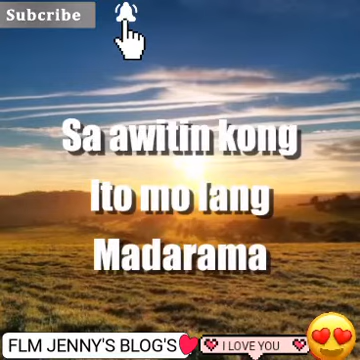 Subcribe
Sa awitin kong
Ito mo lang
Madarama
FLM JENNY'S BLOG'S
I LOVE YOU